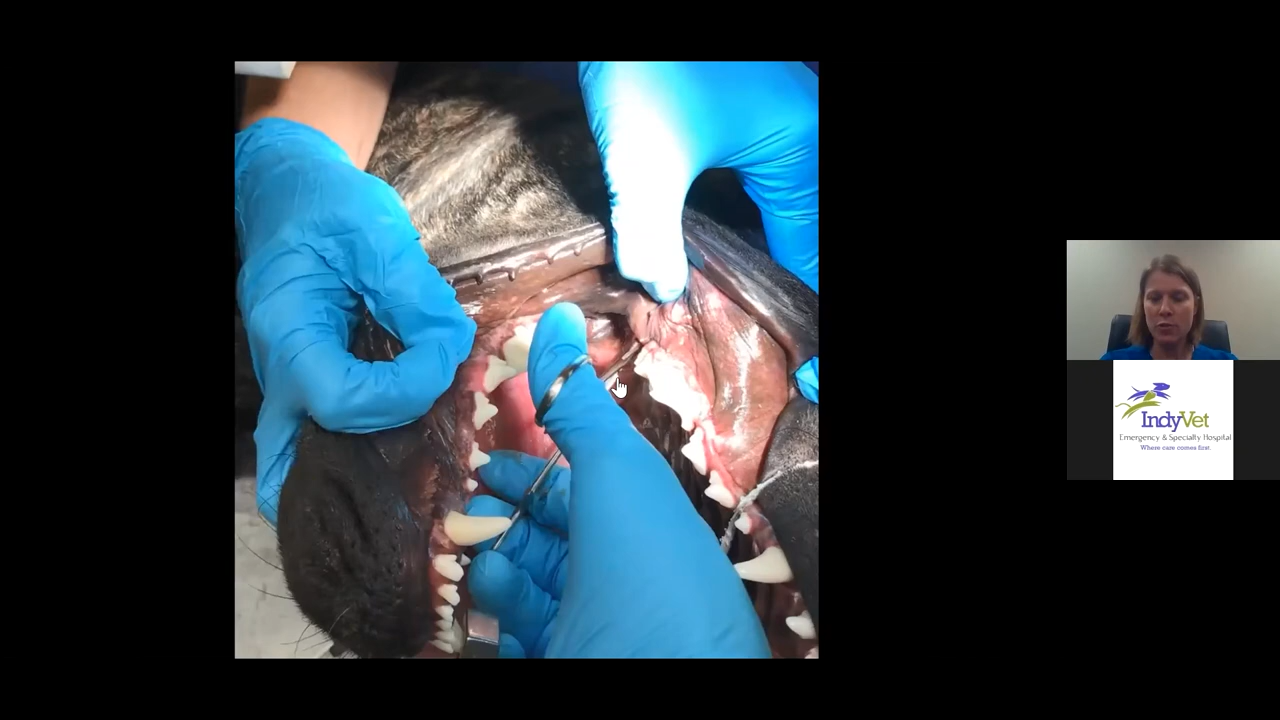 IndyVet
Emergency & Specialty Hospital
Where care comes first.